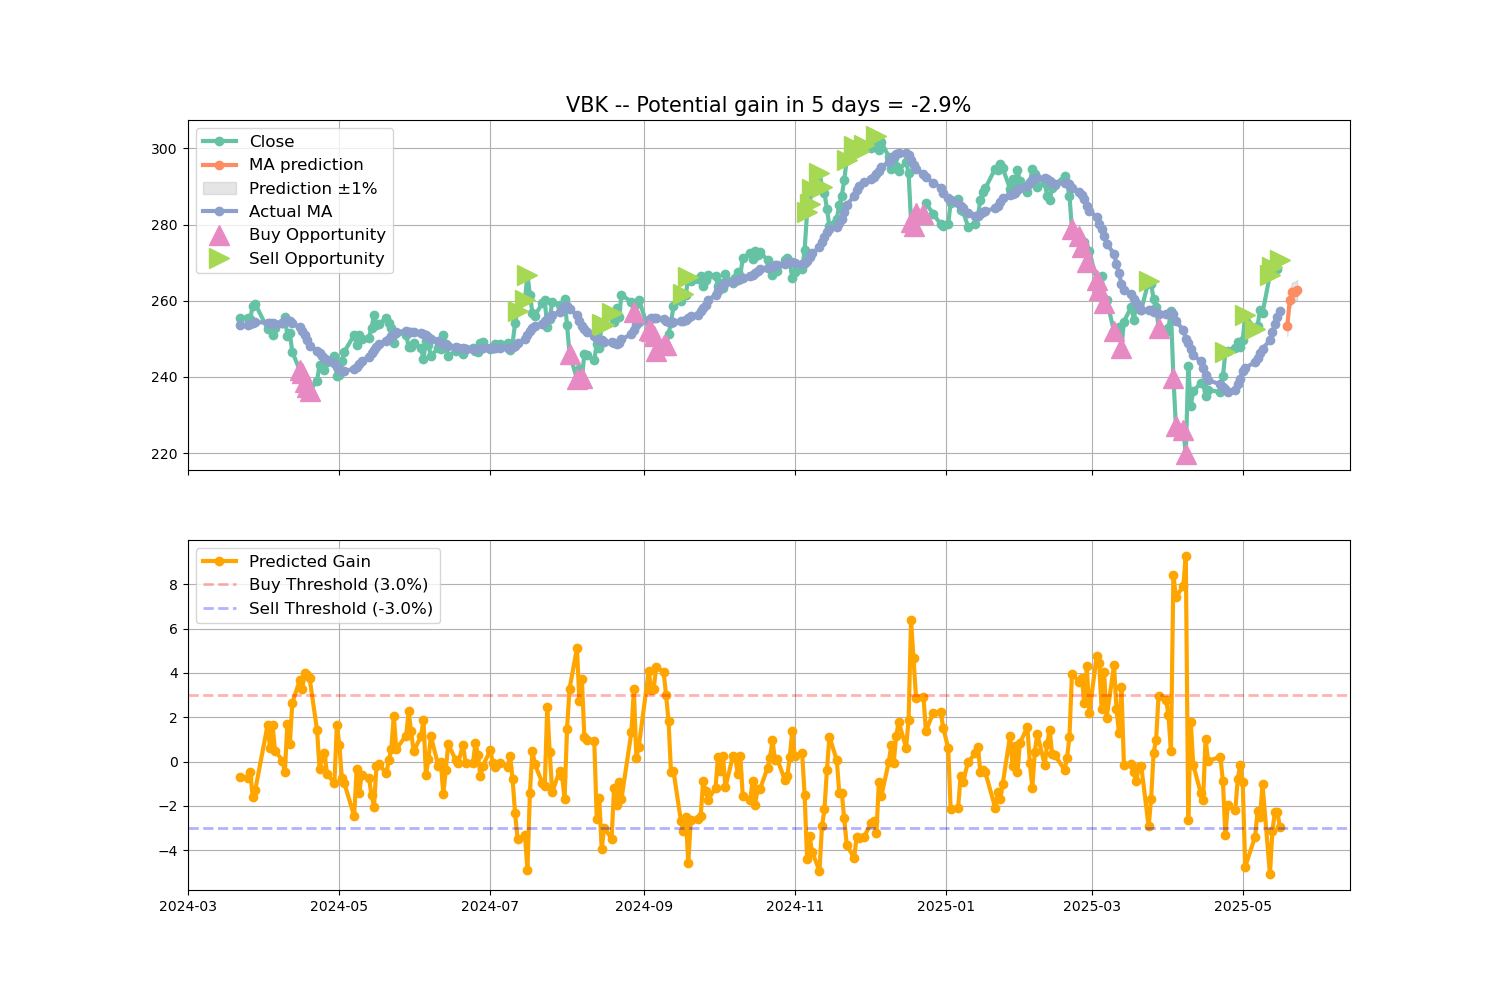 VBK -- Potential gain in 5 days = -2.9%
300
280
260
240
220
Close
MA prediction
Prediction ±1%
Actual MA
Buy Opportunity
Sell Opportunity
8
6
4
2
0
−2
−4
Predicted Gain
Buy Threshold (3.0%)
Sell Threshold (-3.0%)
2024-03
2024-05
2024-07
2024-09
2024-11
2025-01
2025-03
2025-05